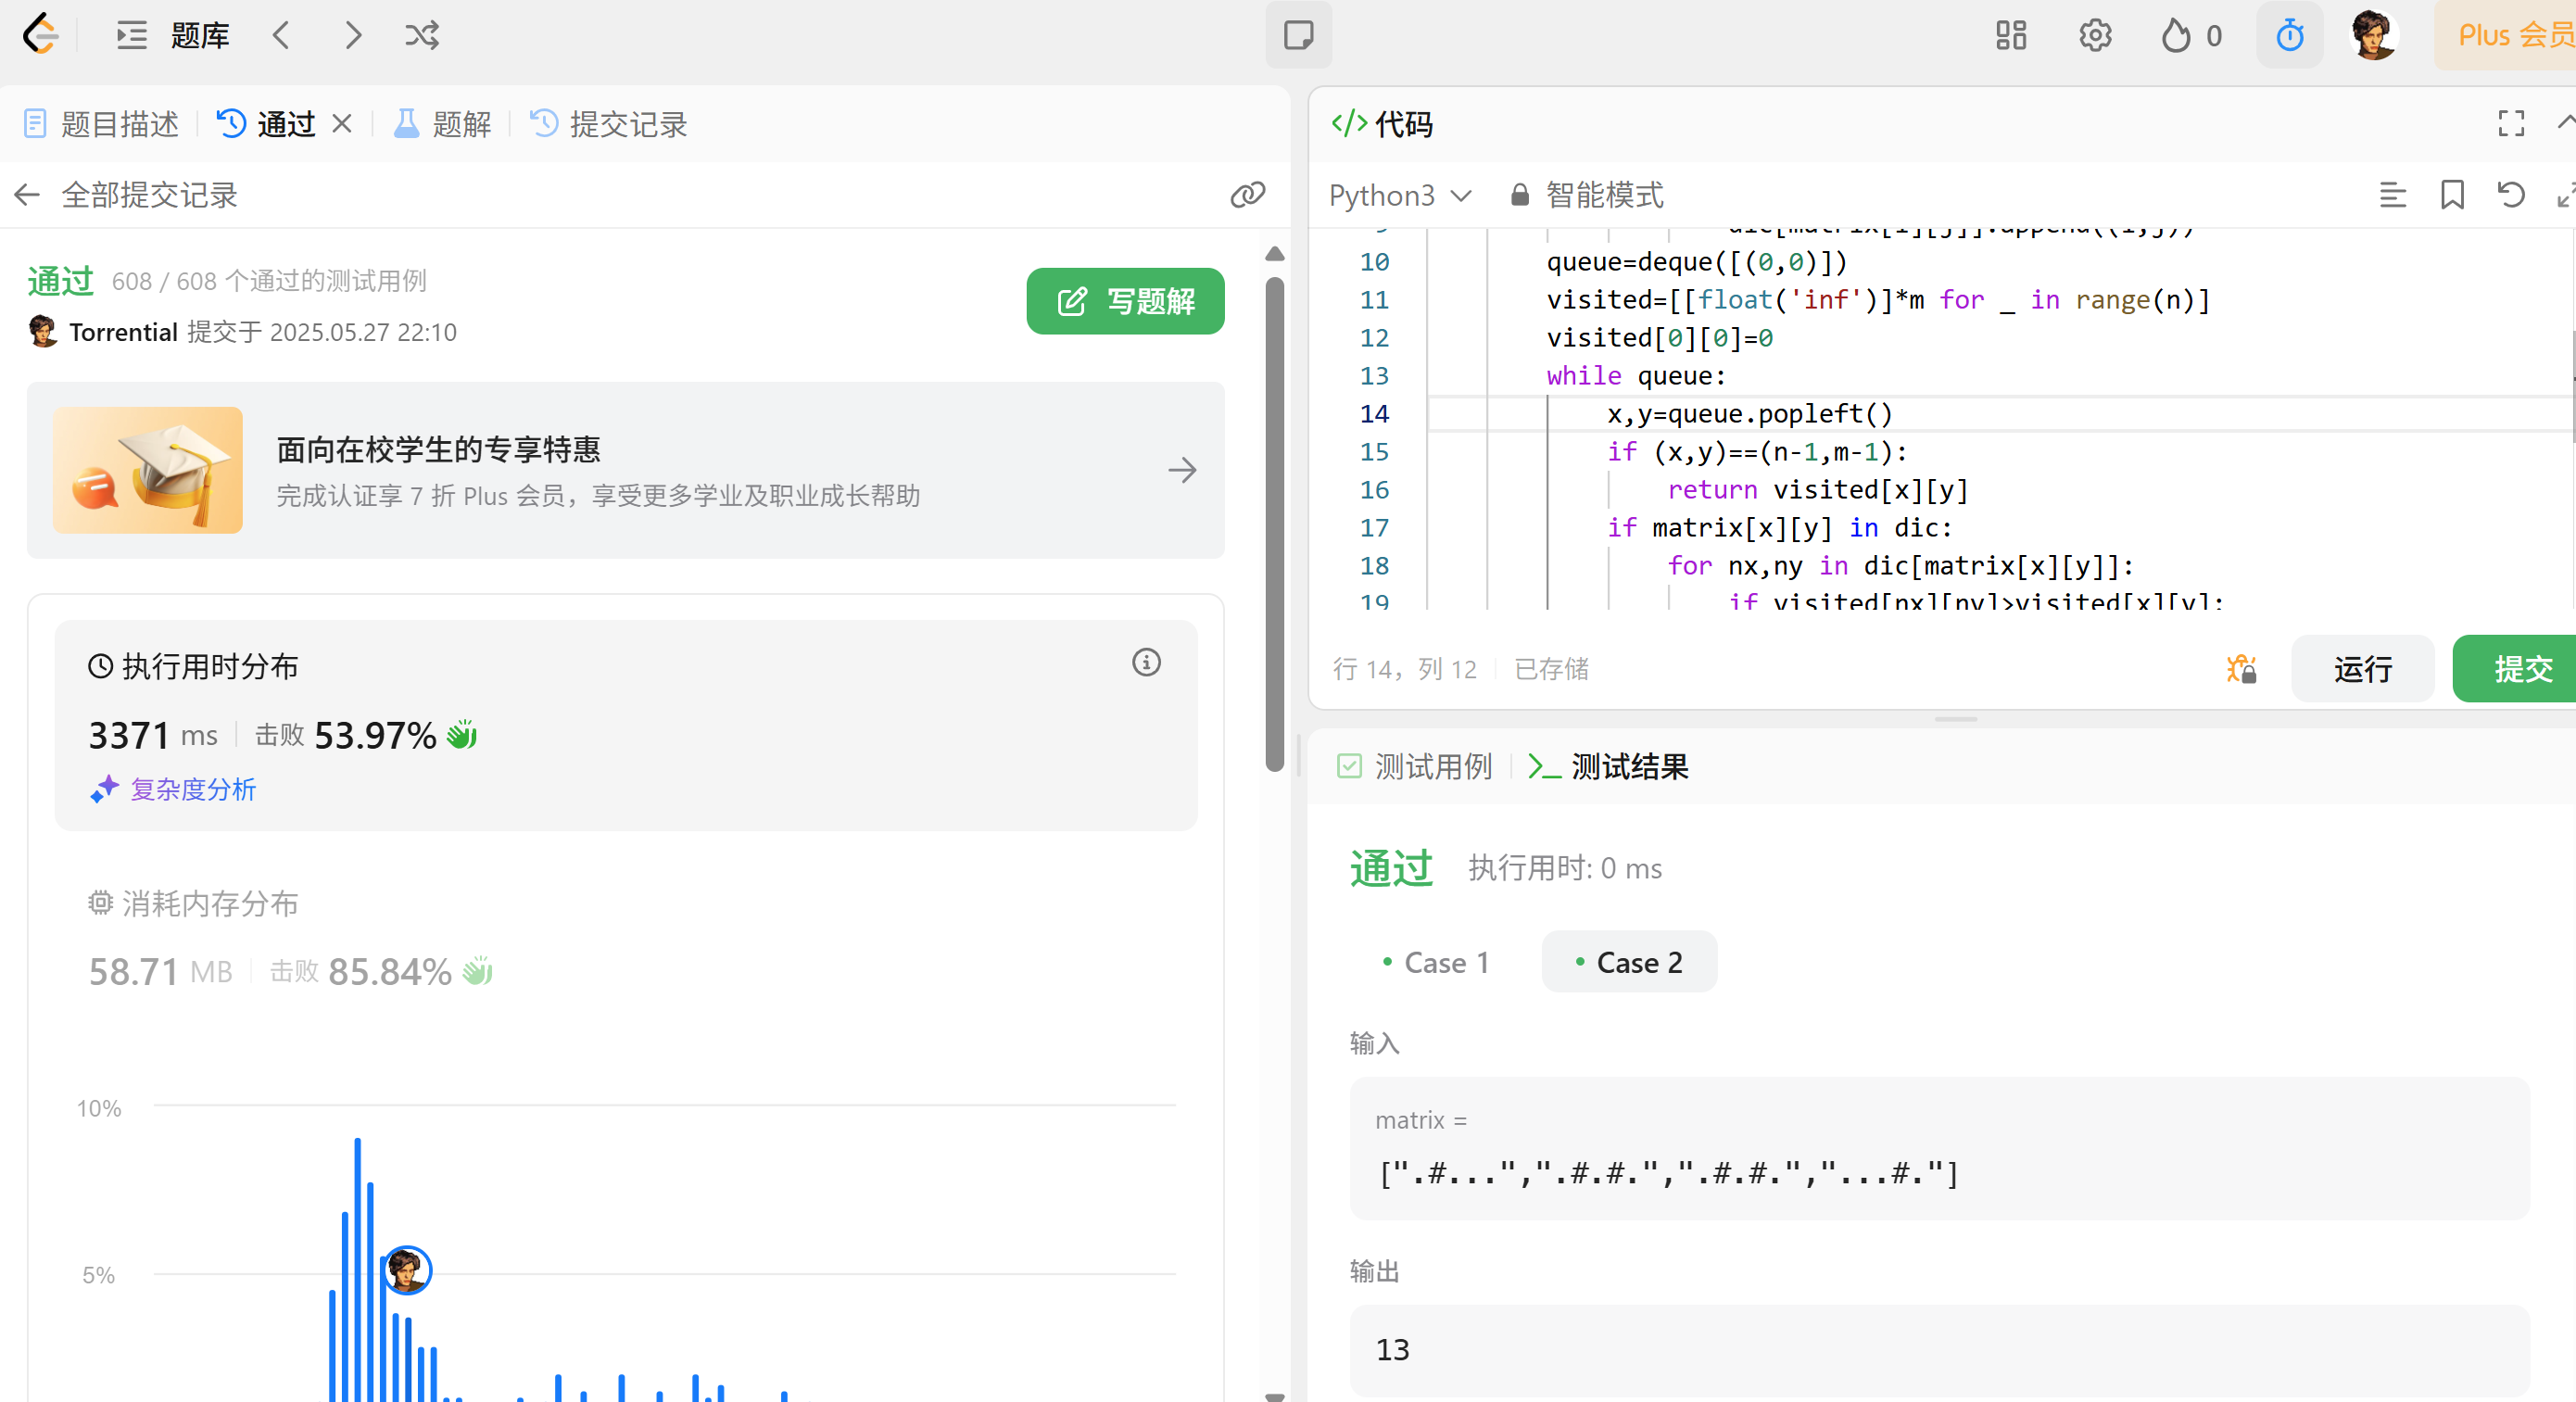 题库
0
Plus 会员
题目描述
通过
题解
提交记录
全部提交记录
通过 608 / 608 个通过的测试用例
Torrential 提交于 2025.05.27 22:10
写题解
面向在校学生的专享特惠
完成认证享 7 折 Plus 会员，享受更多学业及职业成长帮助
执行用时分布
3371 ms 击败 53.97%
复杂度分析
消耗内存分布
58.71 MB 击败 85.84%
10%
5%
</> 代码
Python3 智能模式
9 dic[matrix[i][j]].append((i,j))
10 queue=deque([(0,0)])
11 visited=[[float('inf')]*m for _ in range(n)]
12 visited[0][0]=0
13 while queue:
14 x,y=queue.popleft()
15 if (x,y)==(n-1,m-1):
16 return visited[x][y]
17 if matrix[x][y] in dic:
18 for nx,ny in dic[matrix[x][y]]:
19 if visited[nx][ny]>visited[x][y]:
行 14，列 12 已存储
运行
提交
测试用例
测试结果
通过 执行用时: 0 ms
Case 1
Case 2
输入
matrix =
[".#...",".#.#.",".#.#.","...#."]
输出
13